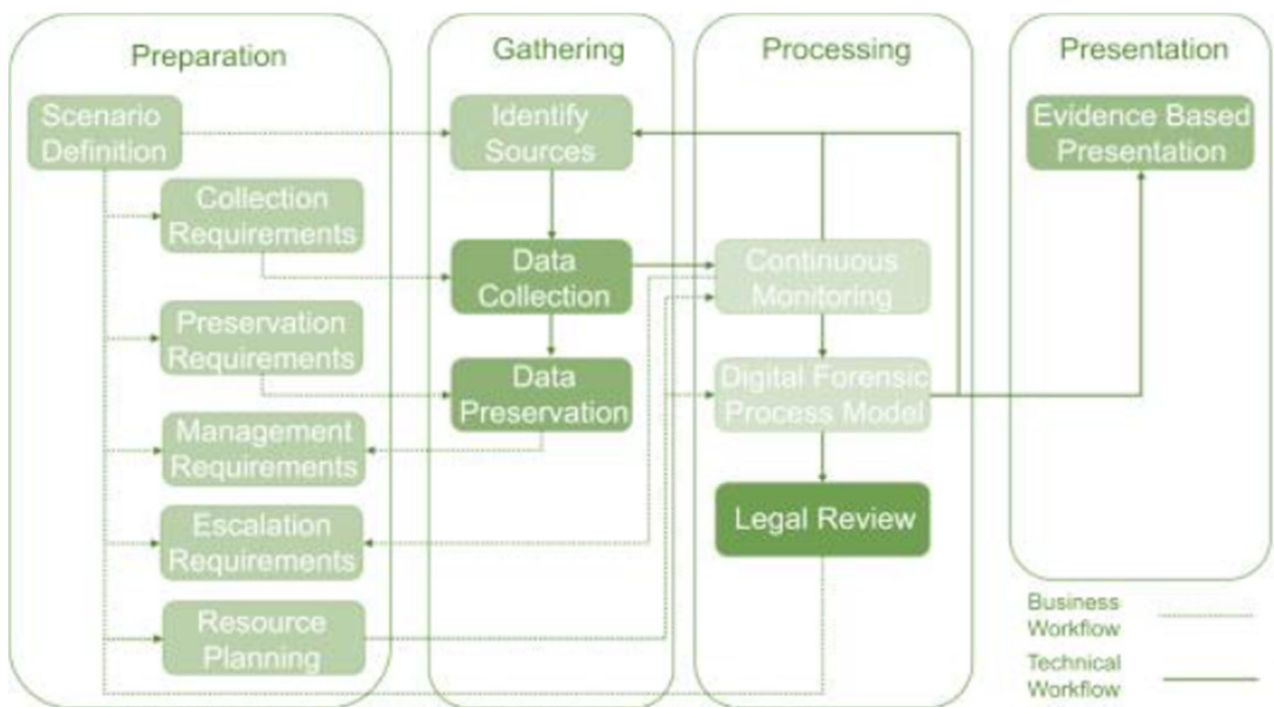 Preparation
Scenario
Definition
Collection
Requirements
Preservation
Requirements
Management
Requirements
Escalation
Requirements
Resource
Planning
Gathering
Identify
Sources
Data
Collection
Data
Preservation
Processing
Continuous
Monitoring
Digital Forensic
Process Model
Legal Review
Presentation
Evidence Based
Presentation
Business
Workflow
Technical
Workflow